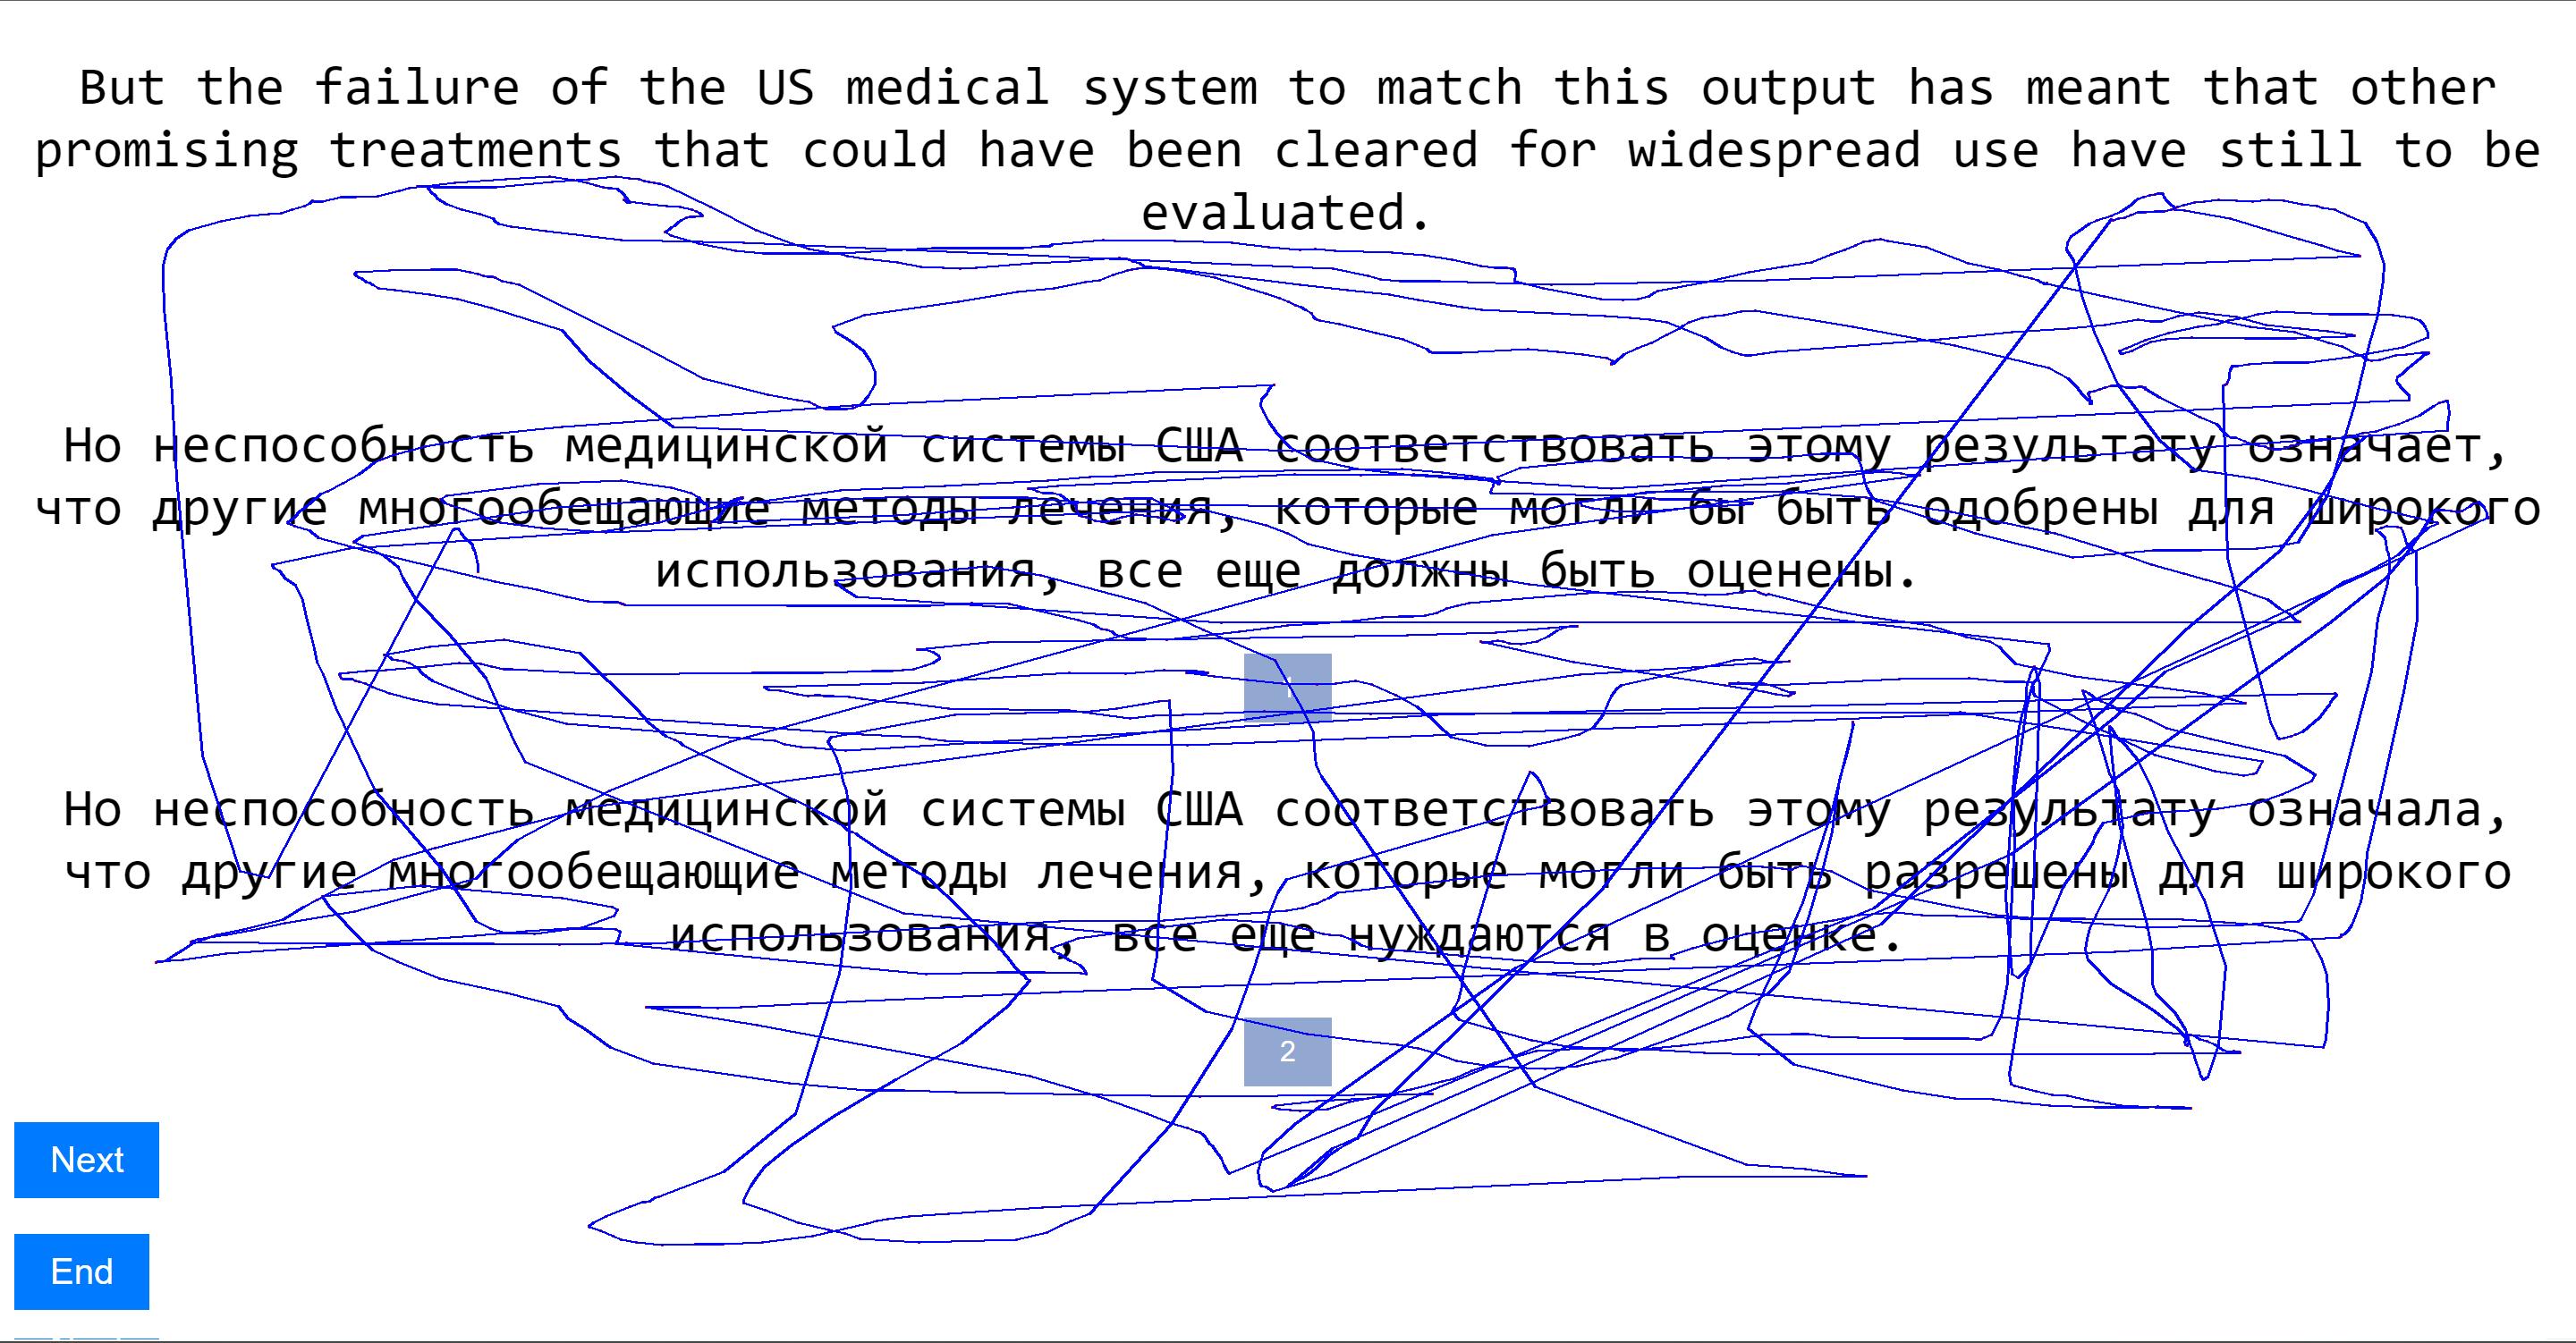 But the failure of the US medical system to match this output has meant that other
promising treatments that could have been cleared for widespread use have still to be
evaluated.
Но неспособность медицинской системы США соответствовать этому результату означает,
что другие многообещающие методы лечения, которые могли бы быть одобрены для широкого
использования, все еще должны быть оценены.
1
Но неспособность медицинской системы США соответствовать этому результату означала,
что другие многообещающие методы лечения, которые могли быть разрешены для широкого
использования, все еще нуждаются в оценке.
2
Next
End